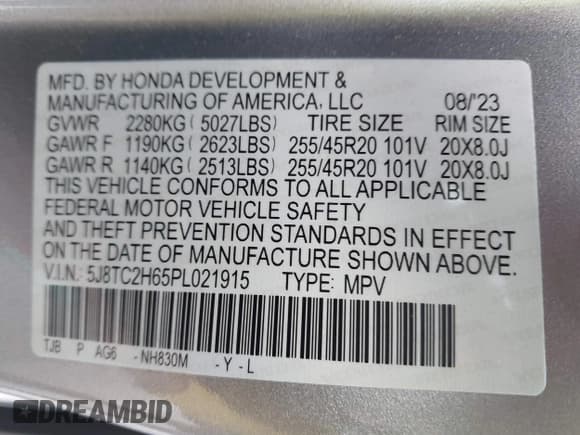 MFD. BY HONDA DEVELOPMENT &
MANUFACTURING OF AMERICA, LLC 08/'23
GVWR 2280KG (5027LBS) TIRE SIZE RIM SIZE
GAWR F 1190KG (2623LBS) 255/45R20 101V 20X8.0J
GAWR R 1140KG (2513LBS) 255/45R20 101V 20X8.0J
THIS VEHICLE CONFORMS TO ALL APPLICABLE
FEDERAL MOTOR VEHICLE SAFETY
AND THEFT PREVENTION STANDARDS IN EFFECT
ON THE DATE OF MANUFACTURE SHOWN ABOVE.
V.I.N.: 5J8TC2H65PL021915 TYPE: MPV
TJB P AG6 -NH830M -Y-L
DREAMBID